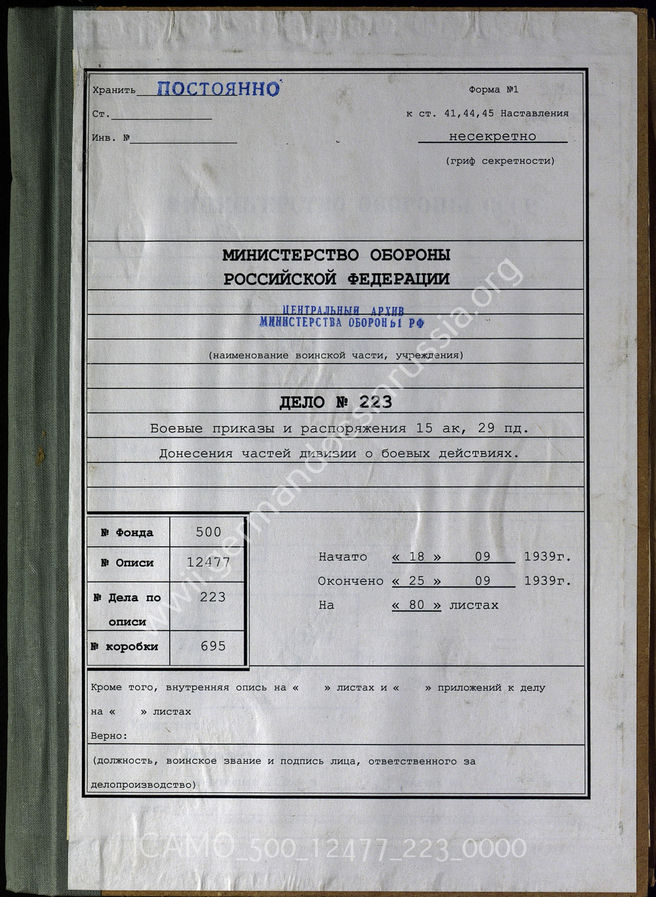 Хранить ПОСТОЯННО
Форма №1
Ст.
к ст. 41,44,45 Наставления
Инв. №
несекретно
(гриф секретности)
МИНИСТЕРСТВО ОБОРОНЫ
РОССИЙСКОЙ ФЕДЕРАЦИИ
ЦЕНТРАЛЬНЫЙ АРХИВ
МИНИСТЕРСТВА ОБОРОНЫ РФ
(наименование воинской части, учреждения)
ДЕЛО № 223
Боевые приказы и распоряжения 15 ак, 29 пд.
Донесения частей дивизии о боевых действиях.
№ Фонда 500
№ Описи 12477
№ Дела по описи 223
№ коробки 695
Начато « 18 » 09 1939г.
Окончено « 25 » 09 1939г.
На « 80 » листах
Кроме того, внутренняя опись на « » листах и « » приложений к делу
на « » листах
Верно:
(должность, воинское звание и подпись лица, ответственного за
делопроизводство)
www.germandocsinrussia.org
CAMO_500_12477_223_0000